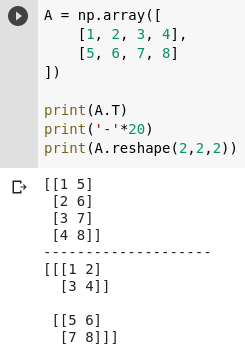 A = np.array([
    [1, 2, 3, 4],
    [5, 6, 7, 8]
])

print(A.T)
print('-'*20)
print(A.reshape(2,2,2))
[[1 5]
 [2 6]
 [3 7]
 [4 8]]
--------------------
[[[1 2]
  [3 4]]

 [[5 6]
  [7 8]]]